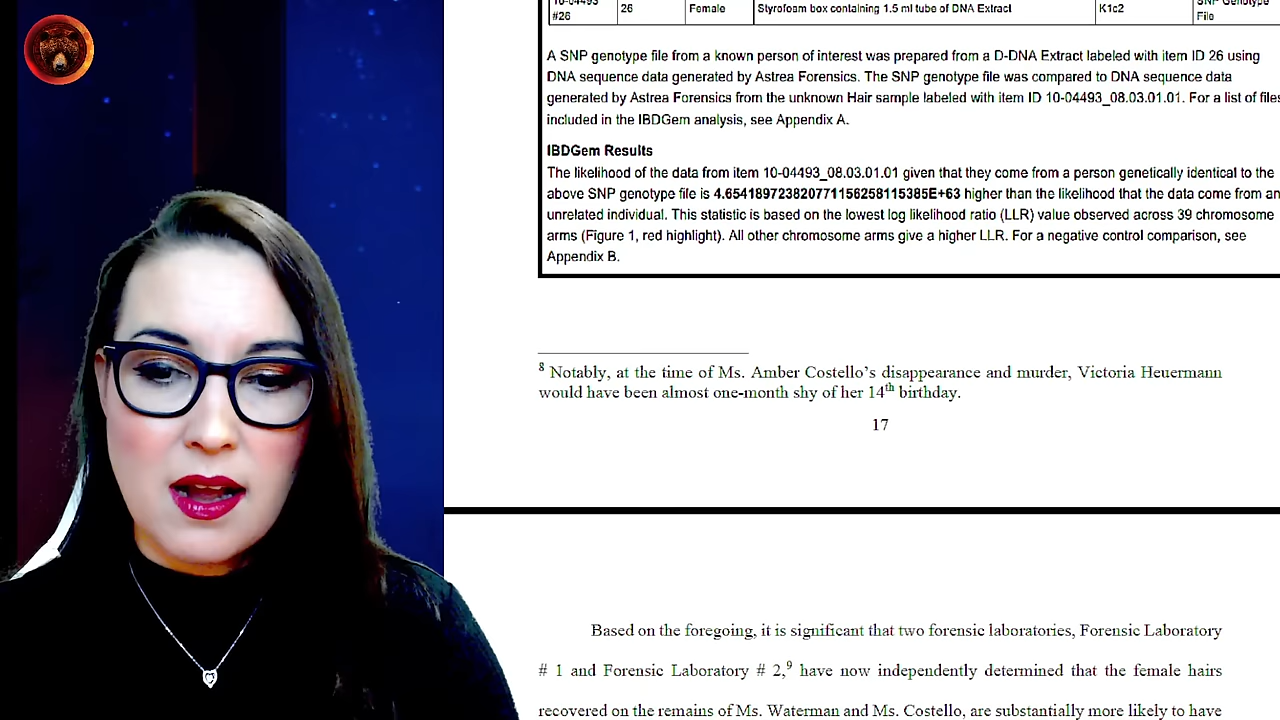 10-04493 #26
26
Female
Styrofoam box containing 1.5 ml tube of DNA Extract
K1c2
SNP Genotype File
A SNP genotype file from a known person of interest was prepared from a D-DNA Extract labeled with item ID 26 using
DNA sequence data generated by Astrea Forensics. The SNP genotype file was compared to DNA sequence data
generated by Astrea Forensics from the unknown Hair sample labeled with item ID 10-04493_08.03.01.01. For a list of files
included in the IBDGem analysis, see Appendix A.
IBDGem Results
The likelihood of the data from item 10-04493_08.03.01.01 given that they come from a person genetically identical to the
above SNP genotype file is 4.65418972382077115625811538​5E+63 higher than the likelihood that the data come from an
unrelated individual. This statistic is based on the lowest log likelihood ratio (LLR) value observed across 39 chromosome
arms (Figure 1, red highlight). All other chromosome arms give a higher LLR. For a negative control comparison, see
Appendix B.
8 Notably, at the time of Ms. Amber Costello's disappearance and murder, Victoria Heuermann
would have been almost one-month shy of her 14th birthday.
17
Based on the foregoing, it is significant that two forensic laboratories, Forensic Laboratory
# 1 and Forensic Laboratory # 2,9 have now independently determined that the female hairs
recovered on the remains of Ms. Waterman and Ms. Costello, are substantially more likely to have